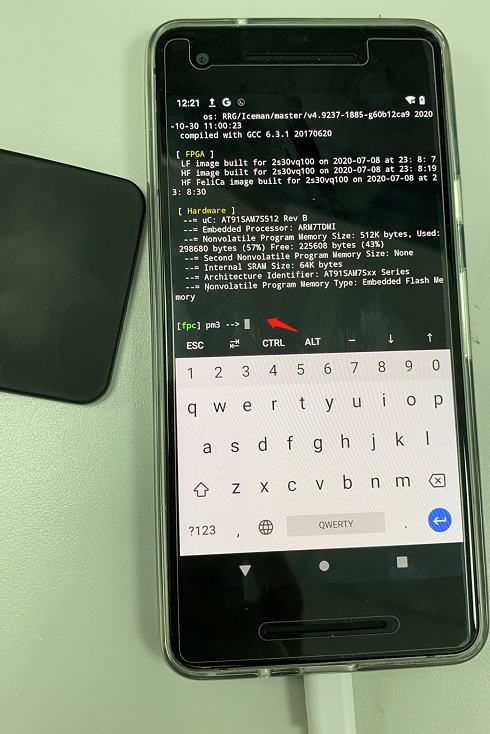 12:21
os: RRG/Iceman/master/v4.9237-1885-g60b12ca9 2020
-10-30 11:00:23
compiled with GCC 6.3.1 20170620
[ FPGA ]
LF image built for 2s30vq100 on 2020-07-08 at 23: 8: 7
HF image built for 2s30vq100 on 2020-07-08 at 23: 8:19
HF FeliCa image built for 2s30vq100 on 2020-07-08 at 2
3: 8:30
[ Hardware ]
--= uC: AT91SAM7S512 Rev B
--= Embedded Processor: ARM7TDMI
--= Nonvolatile Program Memory Size: 512K bytes, Used:
298680 bytes (57%) Free: 225608 bytes (43%)
--= Second Nonvolatile Program Memory Size: None
--= Internal SRAM Size: 64K bytes
--= Architecture Identifier: AT91SAM7Sxx Series
--= Nonvolatile Program Memory Type: Embedded Flash Me
mory
[fpc] pm3 -->
ESC ⇄ CTRL ALT – ↓ ↑
1 2 3 4 5 6 7 8 9 0
q w e r t y u i o p
a s d f g h j k l
z x c v b n m
?123 , QWERTY .